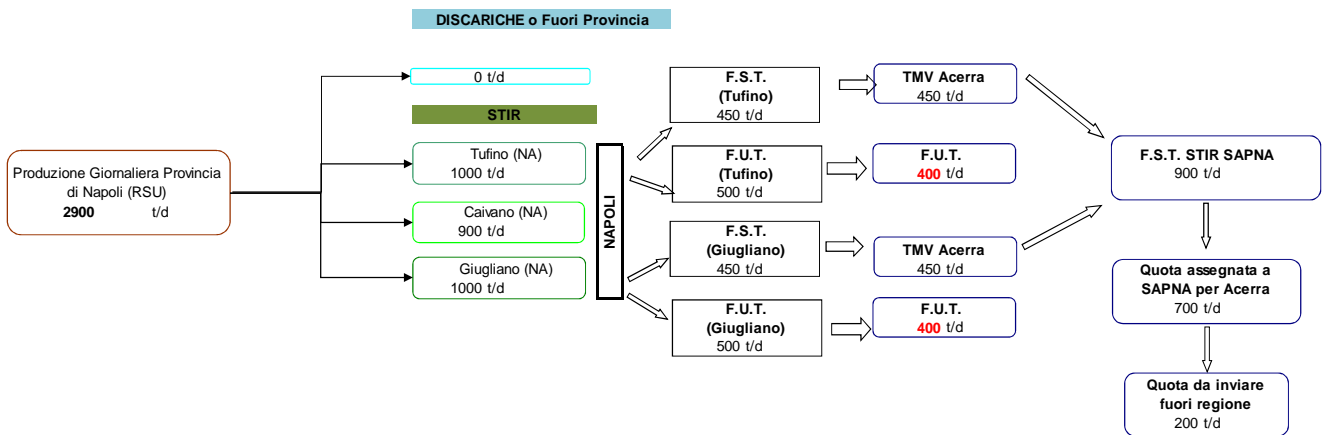 DISCARICHE o Fuori Provincia
0 t/d
STIR
Produzione Giornaliera Provincia
di Napoli (RSU)
2900 t/d
Tufino (NA)
1000 t/d
Caivano (NA)
900 t/d
Giugliano (NA)
1000 t/d
NAPOLI
F.S.T.
(Tufino)
450 t/d
F.U.T.
(Tufino)
500 t/d
F.S.T.
(Giugliano)
450 t/d
F.U.T.
(Giugliano)
500 t/d
TMV Acerra
450 t/d
F.U.T.
400 t/d
TMV Acerra
450 t/d
F.U.T.
400 t/d
F.S.T. STIR SAPNA
900 t/d
Quota assegnata a
SAPNA per Acerra
700 t/d
Quota da inviare
fuori regione
200 t/d